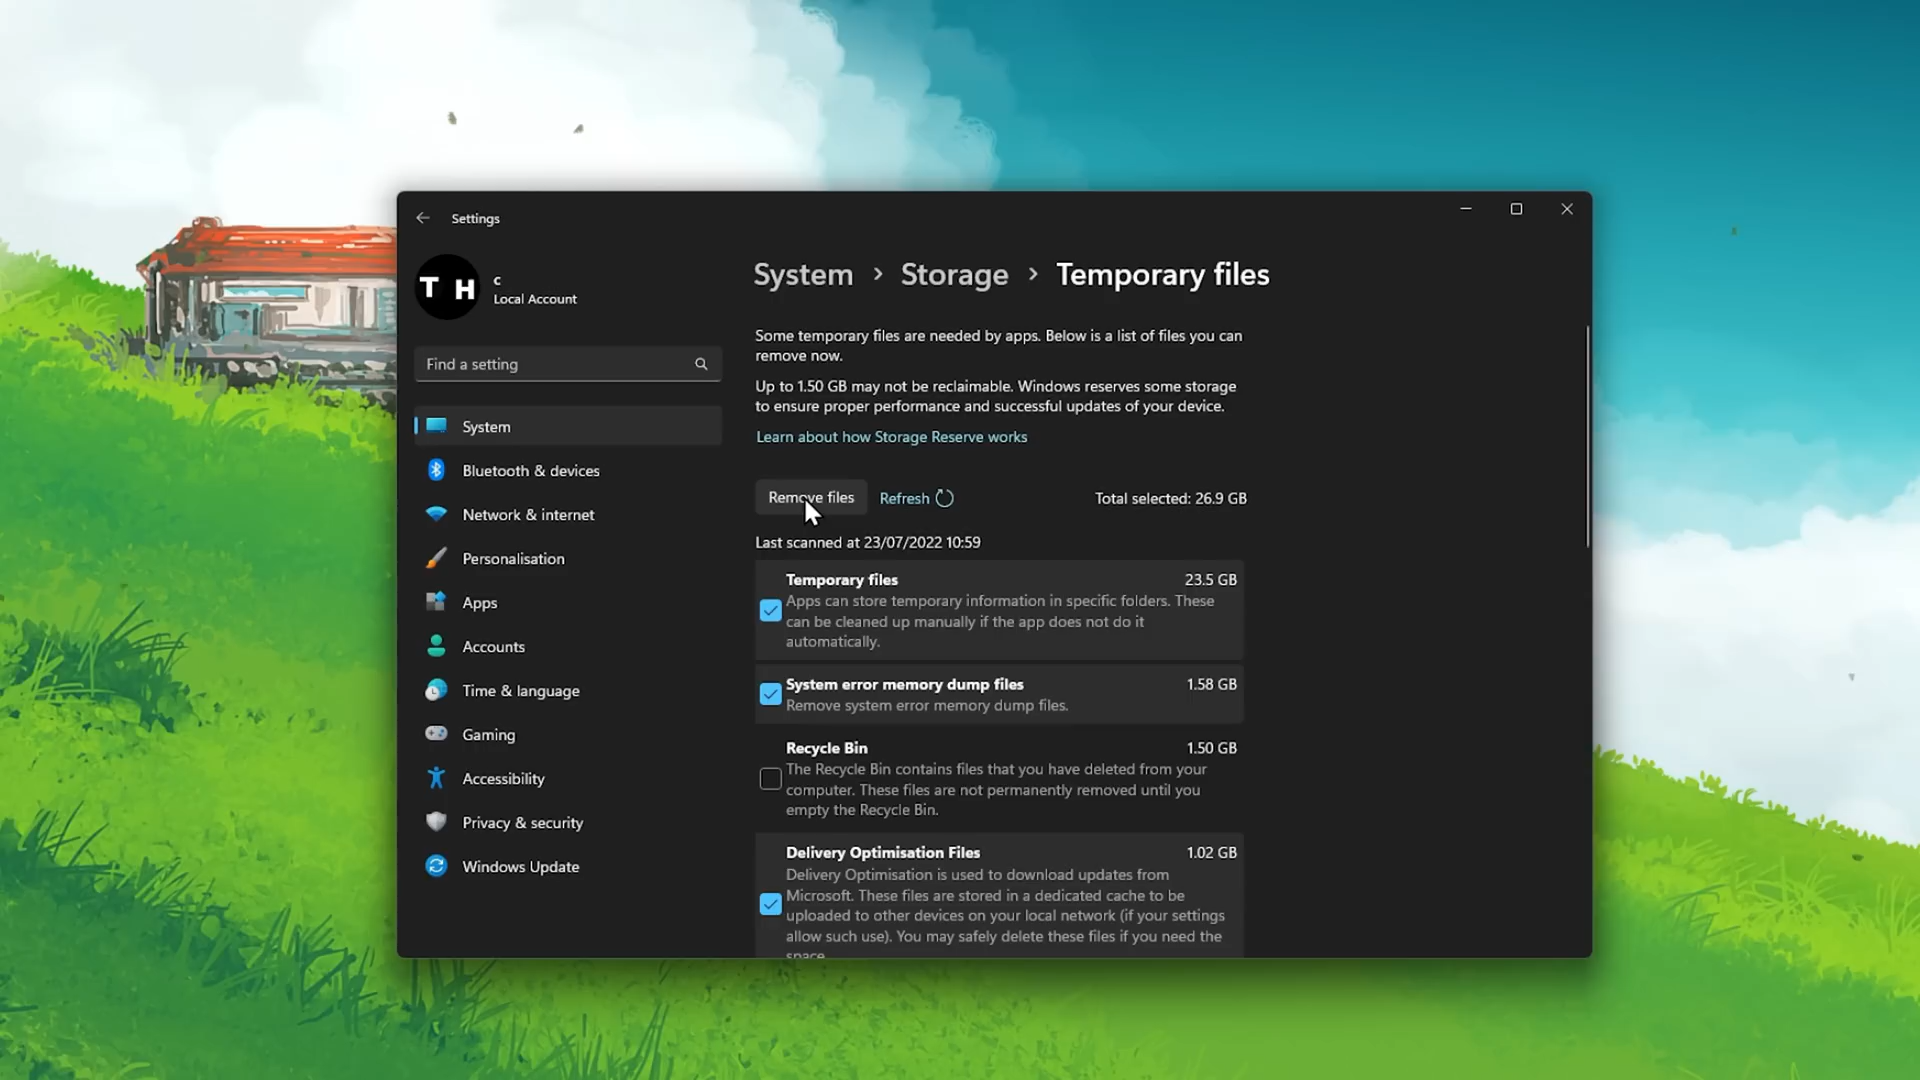 Settings
T H
c
Local Account
Find a setting
System
Bluetooth & devices
Network & internet
Personalisation
Apps
Accounts
Time & language
Gaming
Accessibility
Privacy & security
Windows Update
System > Storage > Temporary files
Some temporary files are needed by apps. Below is a list of files you can
remove now.
Up to 1.50 GB may not be reclaimable. Windows reserves some storage
to ensure proper performance and successful updates of your device.
Learn about how Storage Reserve works
Remove files Refresh Total selected: 26.9 GB
Last scanned at 23/07/2022 10:59
Temporary files 23.5 GB
Apps can store temporary information in specific folders. These
can be cleaned up manually if the app does not do it
automatically.
System error memory dump files 1.58 GB
Remove system error memory dump files.
Recycle Bin 1.50 GB
The Recycle Bin contains files that you have deleted from your
computer. These files are not permanently removed until you
empty the Recycle Bin.
Delivery Optimisation Files 1.02 GB
Delivery Optimisation is used to download updates from
Microsoft. These files are stored in a dedicated cache to be
uploaded to other devices on your local network (if your settings
allow such use). You may safely delete these files if you need the
space.